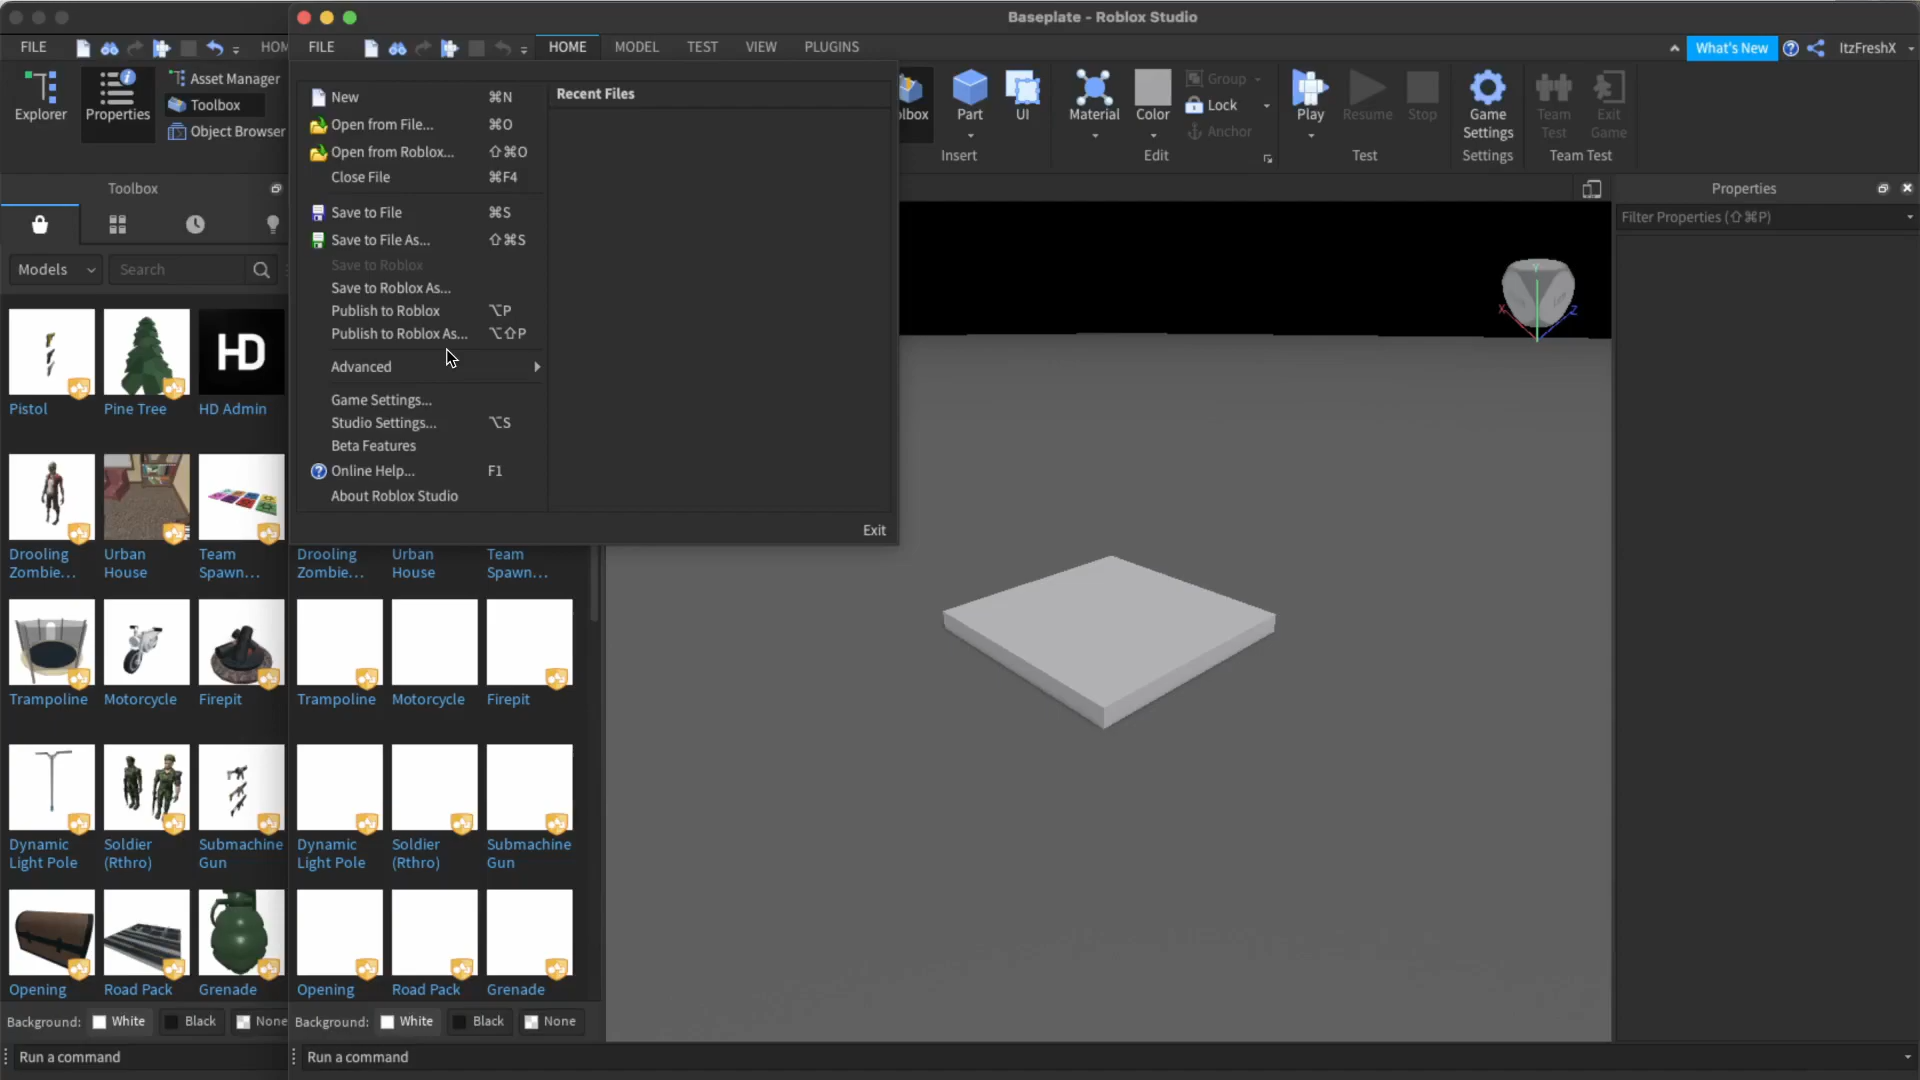 Baseplate - Roblox Studio
FILE
HOM
FILE
HOME
MODEL
TEST
VIEW
PLUGINS
What's New
ItzFreshX
Explorer
Properties
Asset Manager
Toolbox
Object Browser
New ⌘N
Open from File... ⌘O
Open from Roblox... ⇧⌘O
Close File ⌘F4
Save to File ⌘S
Save to File As... ⇧⌘S
Save to Roblox
Save to Roblox As...
Publish to Roblox ⌥P
Publish to Roblox As... ⌥⇧P
Advanced
Game Settings...
Studio Settings... ⌥S
Beta Features
Online Help... F1
About Roblox Studio
Recent Files
Exit
lbox
Part
UI
Insert
Material
Color
Group
Lock
Anchor
Edit
Play
Resume
Stop
Test
Game
Settings
Settings
Team
Test
Exit
Game
Team Test
Toolbox
Models
Search
Properties
Filter Properties (⇧⌘P)
Y
X
Z
HD
Pistol
Pine Tree
HD Admin
Drooling
Zombie...
Urban
House
Team
Spawn...
Drooling
Zombie...
Urban
House
Team
Spawn...
Trampoline
Motorcycle
Firepit
Trampoline
Motorcycle
Firepit
Dynamic
Light Pole
Soldier
(Rthro)
Submachine
Gun
Dynamic
Light Pole
Soldier
(Rthro)
Submachine
Gun
Opening
Road Pack
Grenade
Opening
Road Pack
Grenade
Background: White Black None
Background: White Black None
Run a command
Run a command